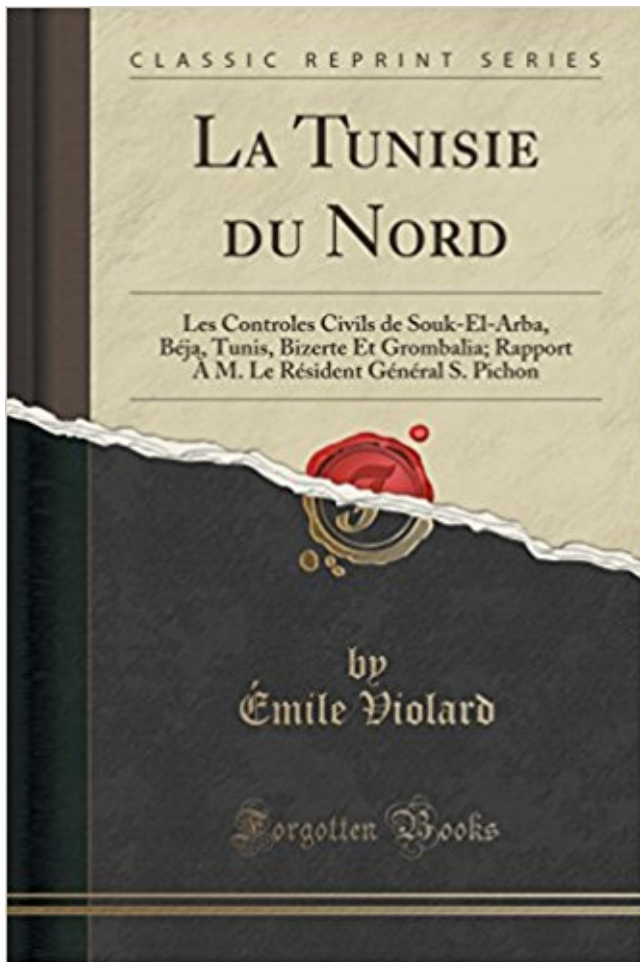 CLASSIC REPRINT SERIES
LA TUNISIE
DU NORD
Les Controles Civils de Souk-El-Arba,
Béja, Tunis, Bizerte Et Grombalia; Rapport
À M. Le Résident Général S. Pichon
by
Émile Violard
Forgotten Books